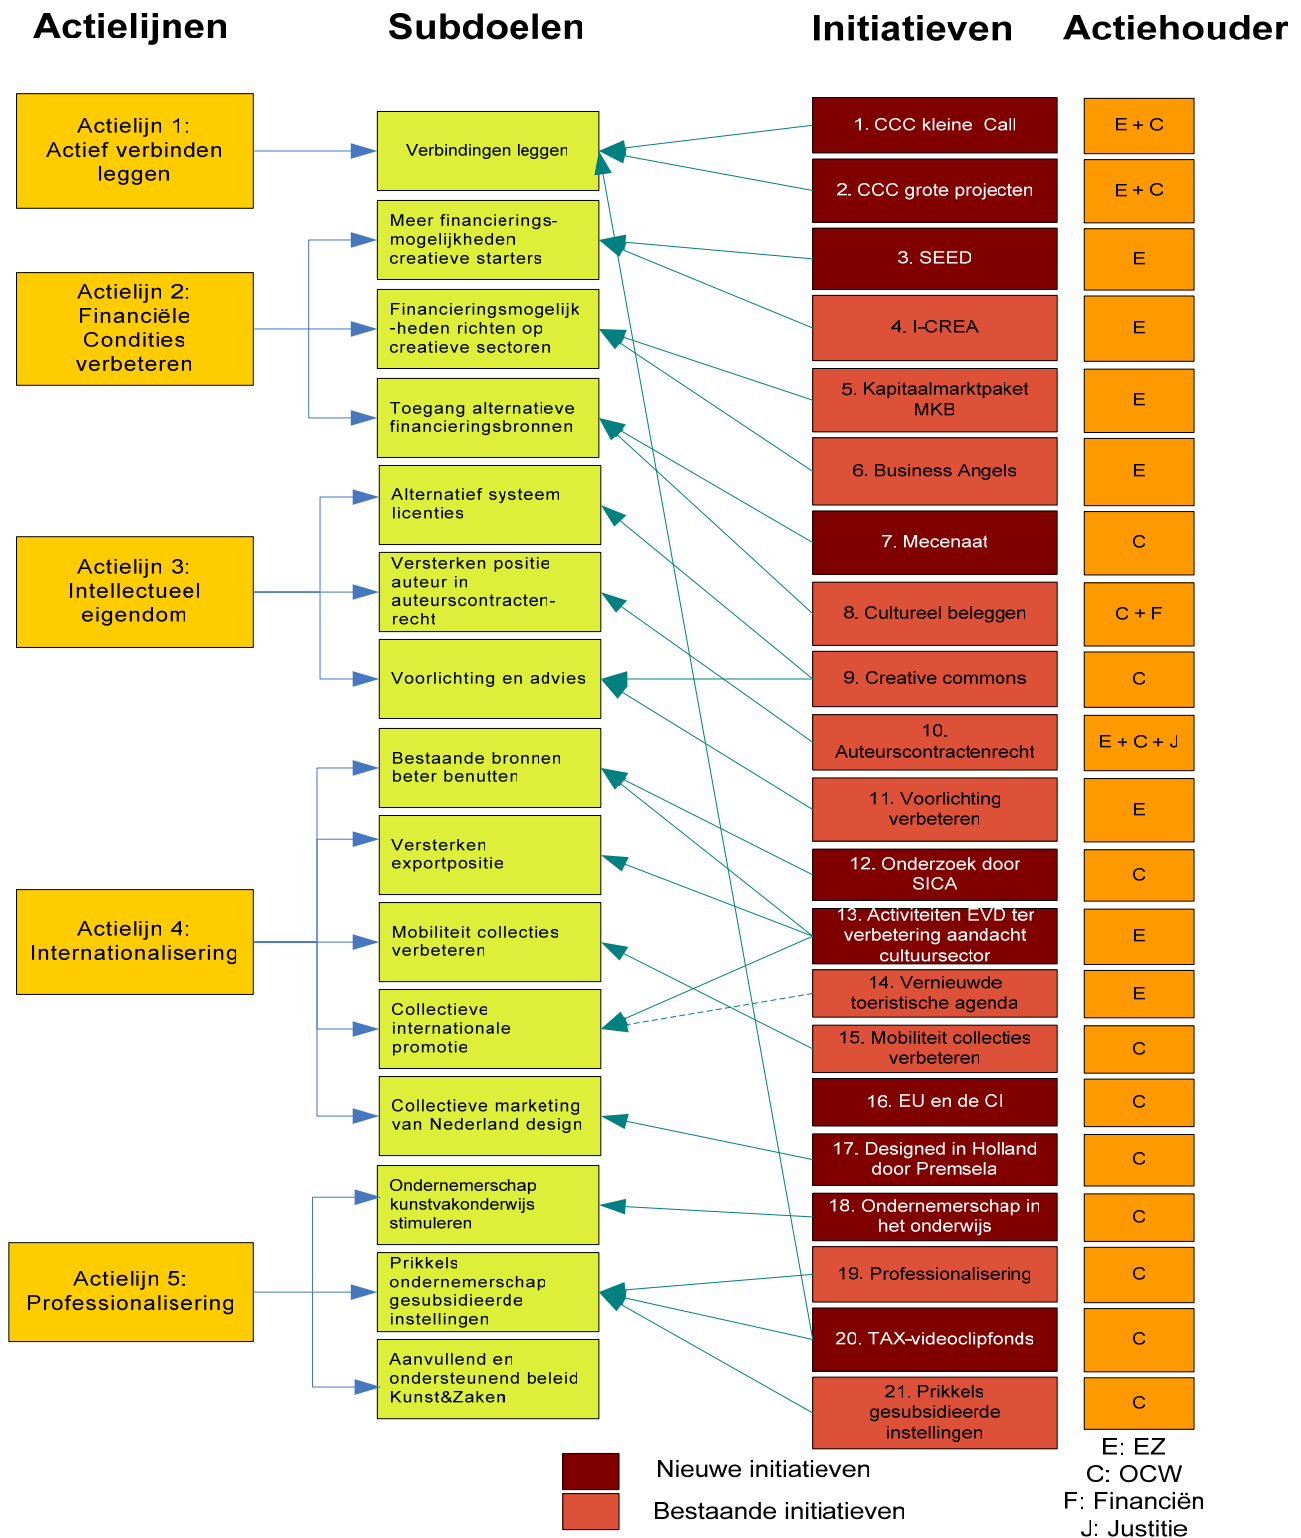 Actielijnen
Subdoelen
Initiatieven
Actiehouder
Actielijn 1:
Actief verbinden
leggen
Actielijn 2:
Financiële
Condities
verbeteren
Actielijn 3:
Intellectueel
eigendom
Actielijn 4:
Internationalisering
Actielijn 5:
Professionalisering
Verbindingen leggen
Meer financierings-
mogelijkheden
creatieve starters
Financieringsmogelijk
-heden richten op
creatieve sectoren
Toegang alternatieve
financieringsbronnen
Alternatief systeem
licenties
Versterken positie
auteur in
auteurscontracten-
recht
Voorlichting en advies
Bestaande bronnen
beter benutten
Versterken
exportpositie
Mobiliteit collecties
verbeteren
Collectieve
internationale
promotie
Collectieve marketing
van Nederland design
Ondernemerschap
kunstvakonderwijs
stimuleren
Prikkels
ondernemerschap
gesubsidieerde
instellingen
Aanvullend en
ondersteunend beleid
Kunst&Zaken
1. CCC kleine Call
2. CCC grote projecten
3. SEED
4. I-CREA
5. Kapitaalmarktpaket
MKB
6. Business Angels
7. Mecenaat
8. Cultureel beleggen
9. Creative commons
10.
Auteurscontractenrecht
11. Voorlichting
verbeteren
12. Onderzoek door
SICA
13. Activiteiten EVD ter
verbetering aandacht
cultuursector
14. Vernieuwde
toeristische agenda
15. Mobiliteit collecties
verbeteren
16. EU en de CI
17. Designed in Holland
door Premsela
18. Ondernemerschap in
het onderwijs
19. Professionalisering
20. TAX-videoclipfonds
21. Prikkels
gesubsidieerde
instellingen
E + C
E + C
E
E
E
E
C
C + F
C
E + C + J
E
C
E
E
C
C
C
C
C
C
C
Nieuwe initiatieven
Bestaande initiatieven
E: EZ
C: OCW
F: Financiën
J: Justitie